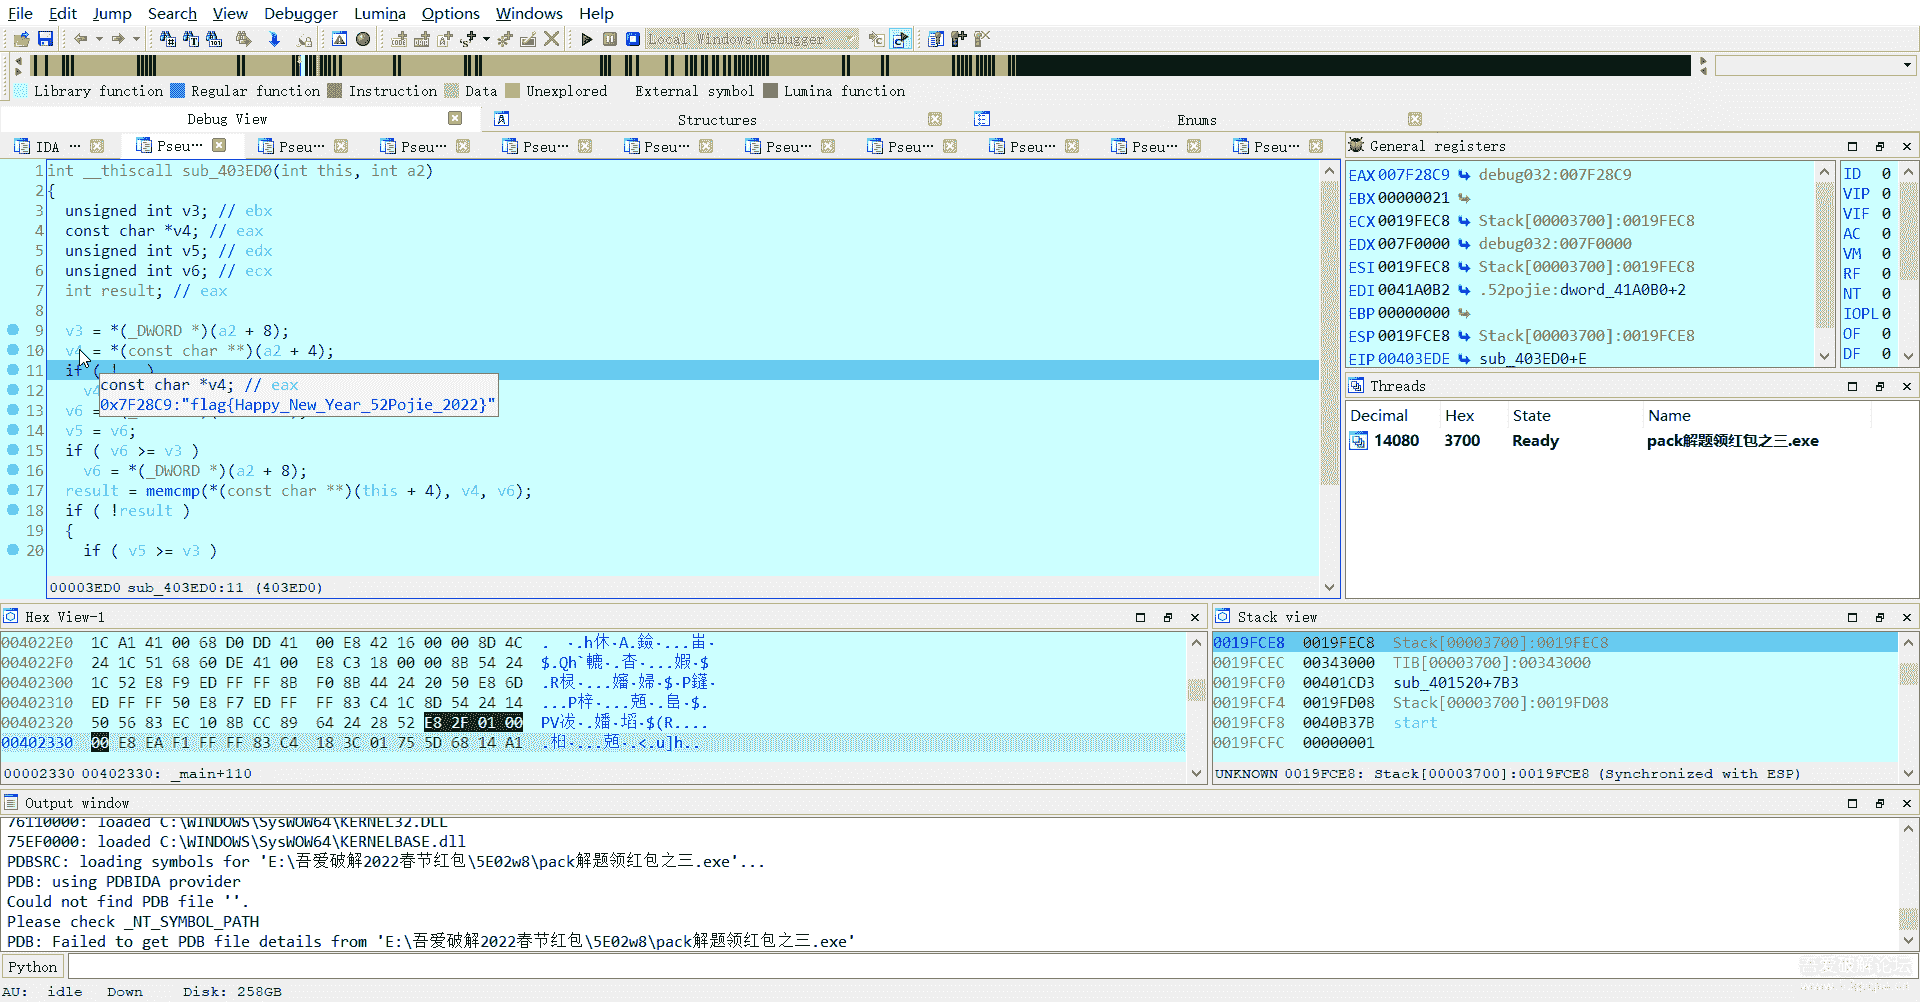 File Edit Jump Search View Debugger Lumina Options Windows Help
Local Windows debugger
Library function Regular function Instruction Data Unexplored External symbol Lumina function
Debug View Structures Enums
IDA ··· Pseu··· Pseu··· Pseu··· Pseu··· Pseu··· Pseu··· Pseu··· Pseu··· Pseu··· Pseu···
1 int __thiscall sub_403ED0(int this, int a2)
2 {
3 unsigned int v3; // ebx
4 const char *v4; // eax
5 unsigned int v5; // edx
6 unsigned int v6; // ecx
7 int result; // eax
8
9 v3 = *(_DWORD *)(a2 + 8);
10 v4 = *(const char **)(a2 + 4);
11 if ( !
const char *v4; // eax
0x7F28C9:"flag{Happy_New_Year_52Pojie_2022}"
12 v4
13 v6 =
14 v5 = v6;
15 if ( v6 >= v3 )
16 v6 = *(_DWORD *)(a2 + 8);
17 result = memcmp(*(const char **)(this + 4), v4, v6);
18 if ( !result )
19 {
20 if ( v5 >= v3 )
00003ED0 sub_403ED0:11 (403ED0)
General registers
EAX 007F28C9 debug032:007F28C9
EBX 00000021
ECX 0019FEC8 Stack[00003700]:0019FEC8
EDX 007F0000 debug032:007F0000
ESI 0019FEC8 Stack[00003700]:0019FEC8
EDI 0041A0B2 .52pojie:dword_41A0B0+2
EBP 00000000
ESP 0019FCE8 Stack[00003700]:0019FCE8
EIP 00403EDE sub_403ED0+E
ID 0
VIP 0
VIF 0
AC 0
VM 0
RF 0
NT 0
IOPL 0
OF 0
DF 0
Threads
Decimal Hex State Name
14080 3700 Ready pack解题领红包之三.exe
Hex View-1
004022E0 1C A1 41 00 68 D0 DD 41 00 E8 42 16 00 00 8D 4C
004022F0 24 1C 51 68 60 DE 41 00 E8 C3 18 00 00 8B 54 24
00402300 1C 52 E8 F9 ED FF FF 8B F0 8B 44 24 20 50 E8 6D
00402310 ED FF FF 50 E8 F7 ED FF FF 83 C4 1C 8D 54 24 14
00402320 50 56 83 EC 10 8B CC 89 64 24 28 52 E8 2F 01 00
00402330 00 E8 EA F1 FF FF 83 C4 18 3C 01 75 5D 68 14 A1
00002330 00402330: _main+110
Stack view
0019FCE8 0019FEC8 Stack[00003700]:0019FEC8
0019FCEC 00343000 TIB[00003700]:00343000
0019FCF0 00401CD3 sub_401520+7B3
0019FCF4 0019FD08 Stack[00003700]:0019FD08
0019FCF8 0040B37B start
0019FCFC 00000001
UNKNOWN 0019FCE8: Stack[00003700]:0019FCE8 (Synchronized with ESP)
Output window
76110000: loaded C:\WINDOWS\SysWOW64\KERNEL32.DLL
75EF0000: loaded C:\WINDOWS\SysWOW64\KERNELBASE.dll
PDBSRC: loading symbols for 'E:\吾爱破解2022春节红包\5E02w8\pack解题领红包之三.exe'...
PDB: using PDBIDA provider
Could not find PDB file ''.
Please check _NT_SYMBOL_PATH
PDB: Failed to get PDB file details from 'E:\吾爱破解2022春节红包\5E02w8\pack解题领红包之三.exe'
Python
吾爱破解论坛
AU: idle Down Disk: 258GB